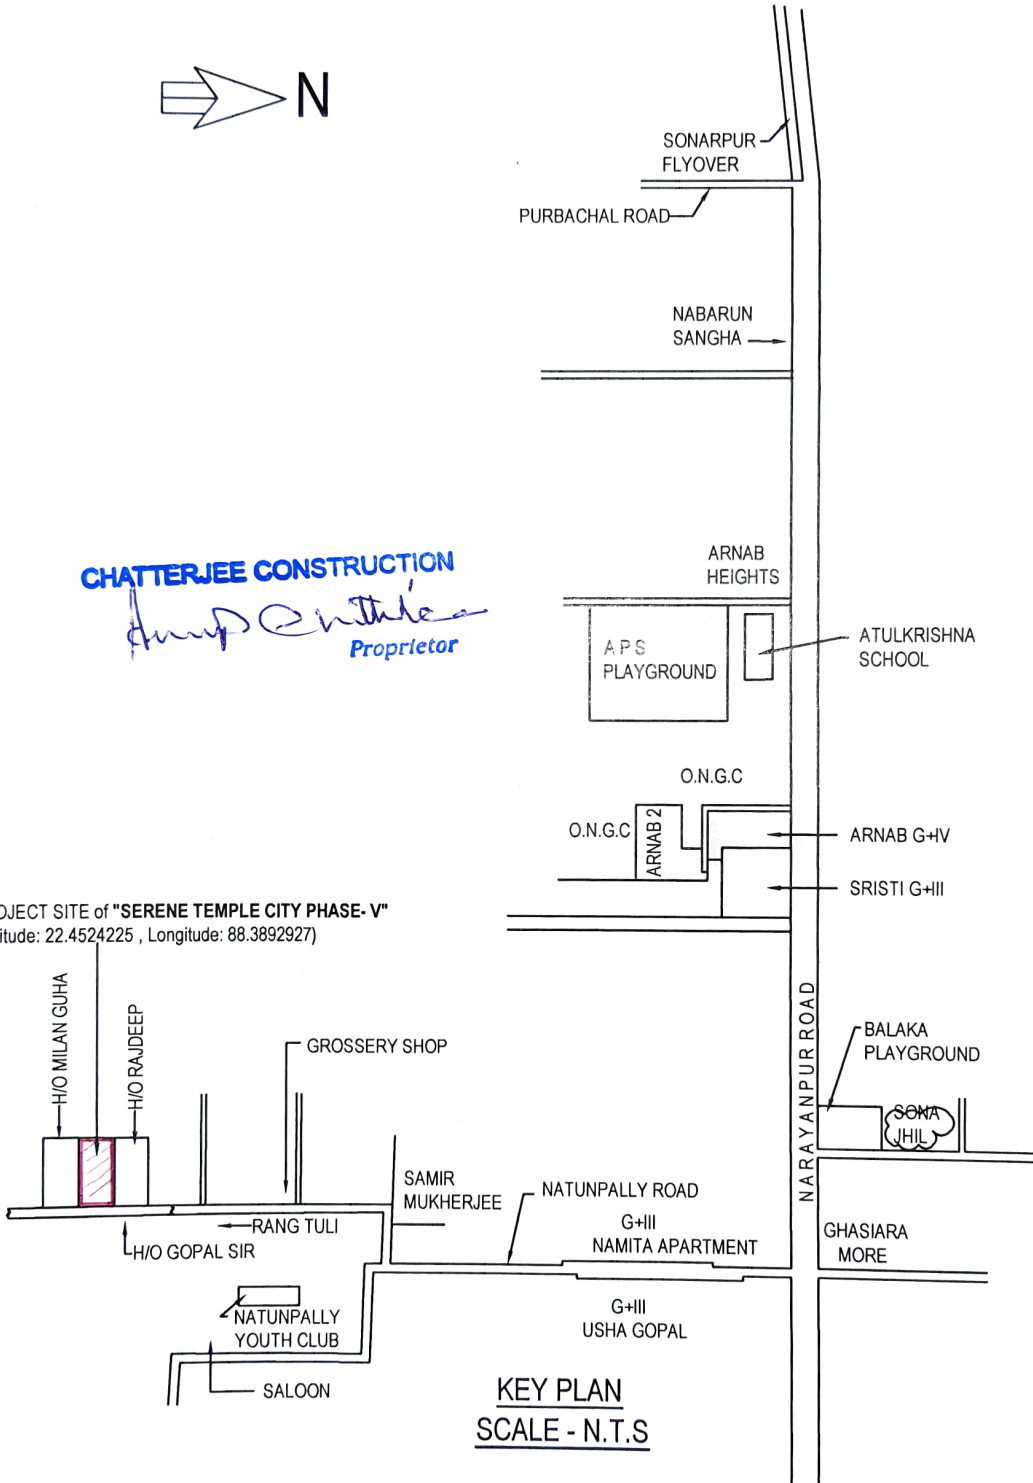 N
SONARPUR
FLYOVER
PURBACHAL ROAD
NABARUN
SANGHA
CHATTERJEE CONSTRUCTION
Proprietor
ARNAB
HEIGHTS
A P S
PLAYGROUND
ATULKRISHNA
SCHOOL
O.N.G.C
O.N.G.C
ARNAB 2
ARNAB G+IV
SRISTI G+III
OJECT SITE of "SERENE TEMPLE CITY PHASE- V"
itude: 22.4524225 , Longitude: 88.3892927)
H/O MILAN GUHA
H/O RAJDEEP
GROSSERY SHOP
NARAYANPUR ROAD
BALAKA
PLAYGROUND
SONA
JHIL
SAMIR
MUKHERJEE
NATUNPALLY ROAD
RANG TULI
H/O GOPAL SIR
G+III
NAMITA APARTMENT
GHASIARA
MORE
NATUNPALLY
YOUTH CLUB
G+III
USHA GOPAL
SALOON
KEY PLAN
SCALE - N.T.S